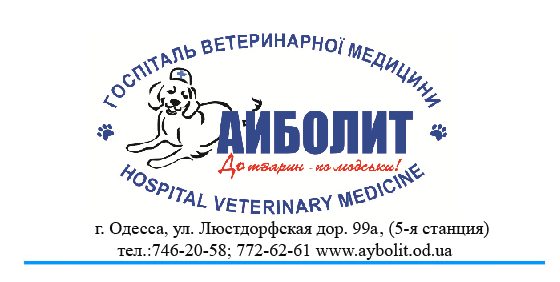 ГОСПІТАЛЬ ВЕТЕРИНАРНОЇ МЕДИЦИНИ
АЙБОЛИТ
До тварин - по людськи!
HOSPITAL VETERINARY MEDICINE
г. Одесса, ул. Люстдорфская дор. 99а, (5-я станция)
тел.:746-20-58; 772-62-61 www.aybolit.od.ua